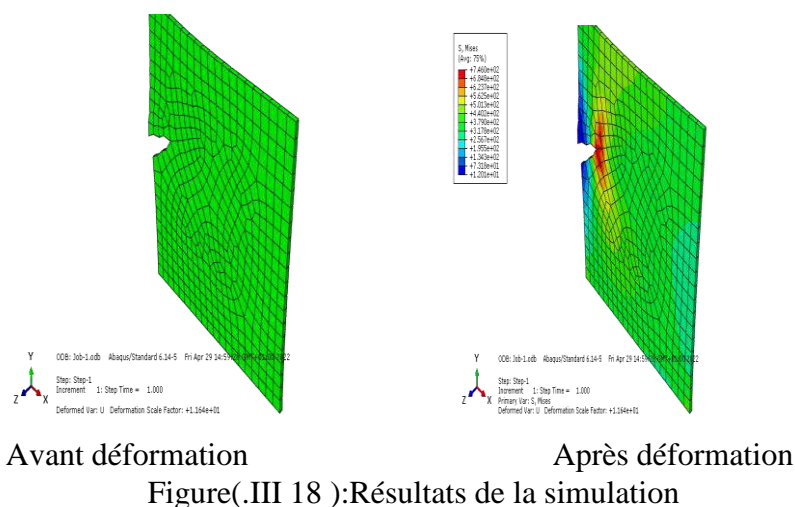 S, Mises
(Avg: 75%)
+7.460e+02
+6.848e+02
+6.237e+02
+5.625e+02
+5.013e+02
+4.402e+02
+3.790e+02
+3.178e+02
+2.567e+02
+1.955e+02
+1.343e+02
+7.318e+01
+1.201e+01
Y
Z
X
ODB: Job-1.odb Abaqus/Standard 6.14-5 Fri Apr 29 14:59
Step: Step-1
Increment 1: Step Time = 1.000
Deformed Var: U Deformation Scale Factor: +1.164e+01
Y
Z
X
ODB: Job-1.odb Abaqus/Standard 6.14-5 Fri Apr 29 14:59
Step: Step-1
Increment 1: Step Time = 1.000
Primary Var: S, Mises
Deformed Var: U Deformation Scale Factor: +1.164e+01
Avant déformation
Après déformation
Figure(.III 18 ):Résultats de la simulation